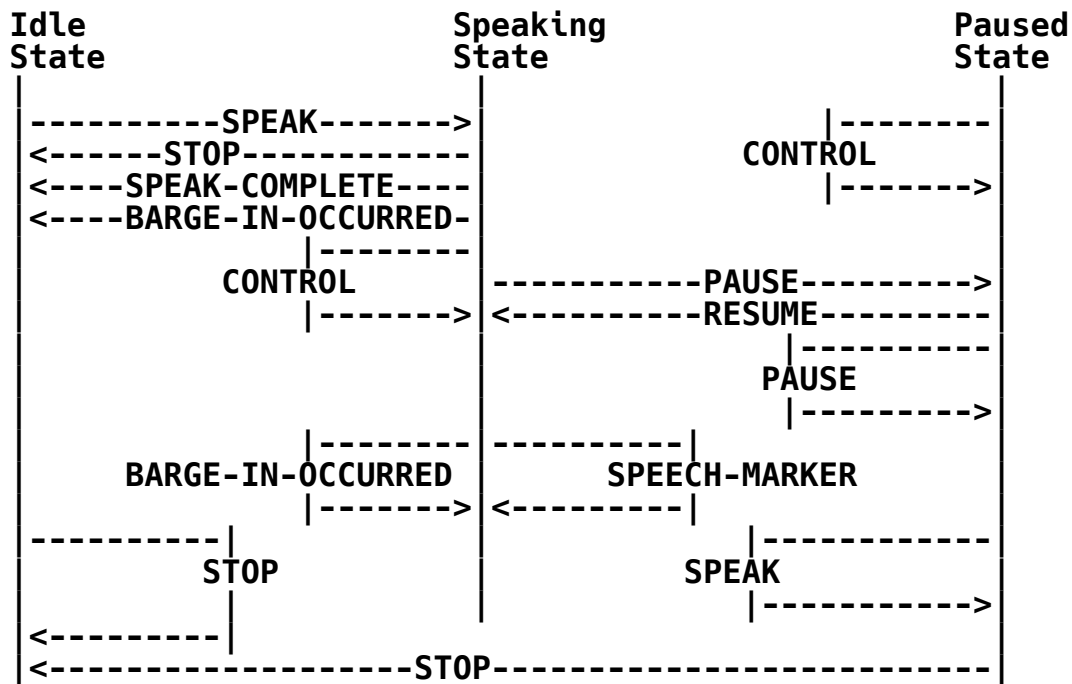 Idle                   Speaking                  Paused
State                  State                     State
|                       |                          |
|----------SPEAK------->|                 |--------|
|<------STOP------------|             CONTROL      |
|<----SPEAK-COMPLETE----|                 |------->|
|<----BARGE-IN-OCCURRED-|                          |
|              |--------|                          |
|          CONTROL      |-----------PAUSE--------->|
|              |------->|<----------RESUME---------|
|                       |               |----------|
|                       |              PAUSE       |
|                       |               |--------->|
|              |--------|----------|               |
|     BARGE-IN-OCCURRED |      SPEECH-MARKER       |
|              |------->|<---------|               |
|----------|            |             |------------|
|         STOP          |          SPEAK           |
|          |            |             |----------->|
|<---------|                                       |
|<--------------------STOP--------------------------|